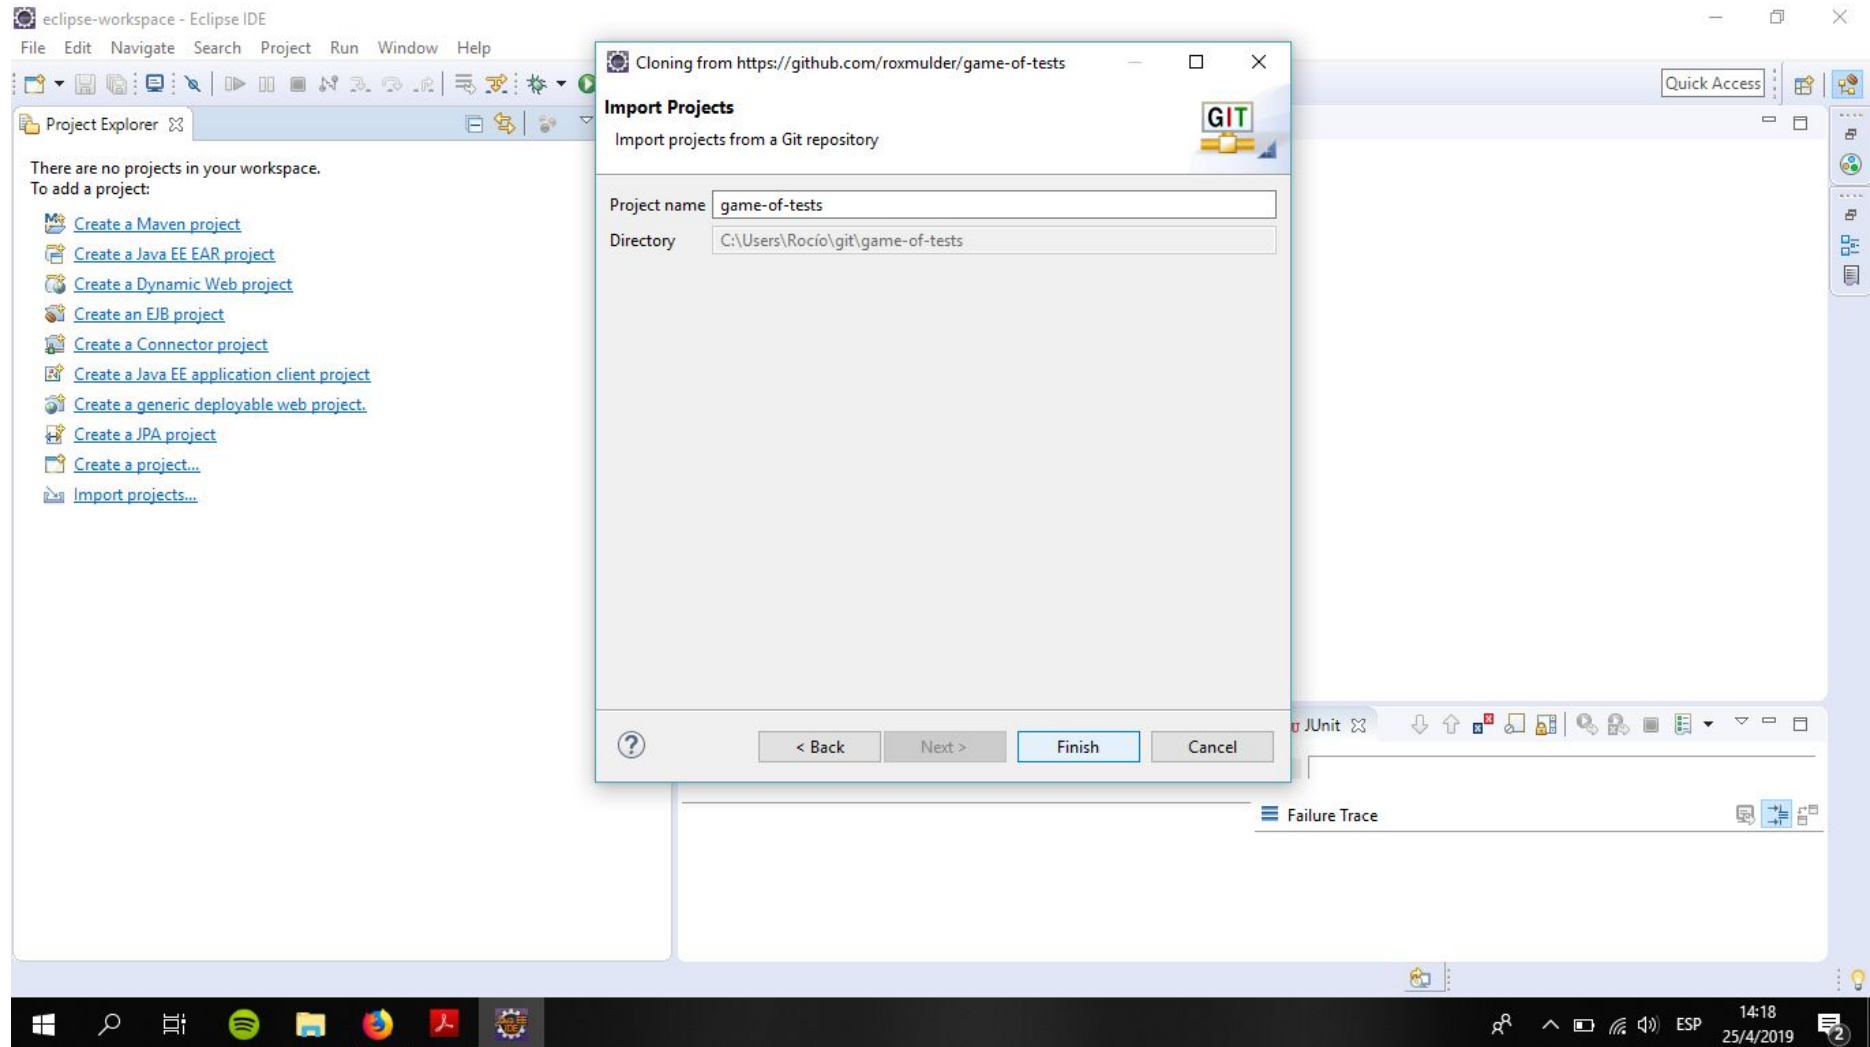 eclipse-workspace - Eclipse IDE
File Edit Navigate Search Project Run Window Help
Quick Access
Project Explorer
There are no projects in your workspace.
To add a project:
Create a Maven project
Create a Java EE EAR project
Create a Dynamic Web project
Create an EJB project
Create a Connector project
Create a Java EE application client project
Create a generic deployable web project.
Create a JPA project
Create a project...
Import projects...
Cloning from https://github.com/roxmulder/game-of-tests
Import Projects
Import projects from a Git repository
GIT
Project name game-of-tests
Directory C:\Users\Rocío\git\game-of-tests
? < Back Next > Finish Cancel
JUnit
Failure Trace
JAVA EE
IDE
ESP
14:18
25/4/2019
2